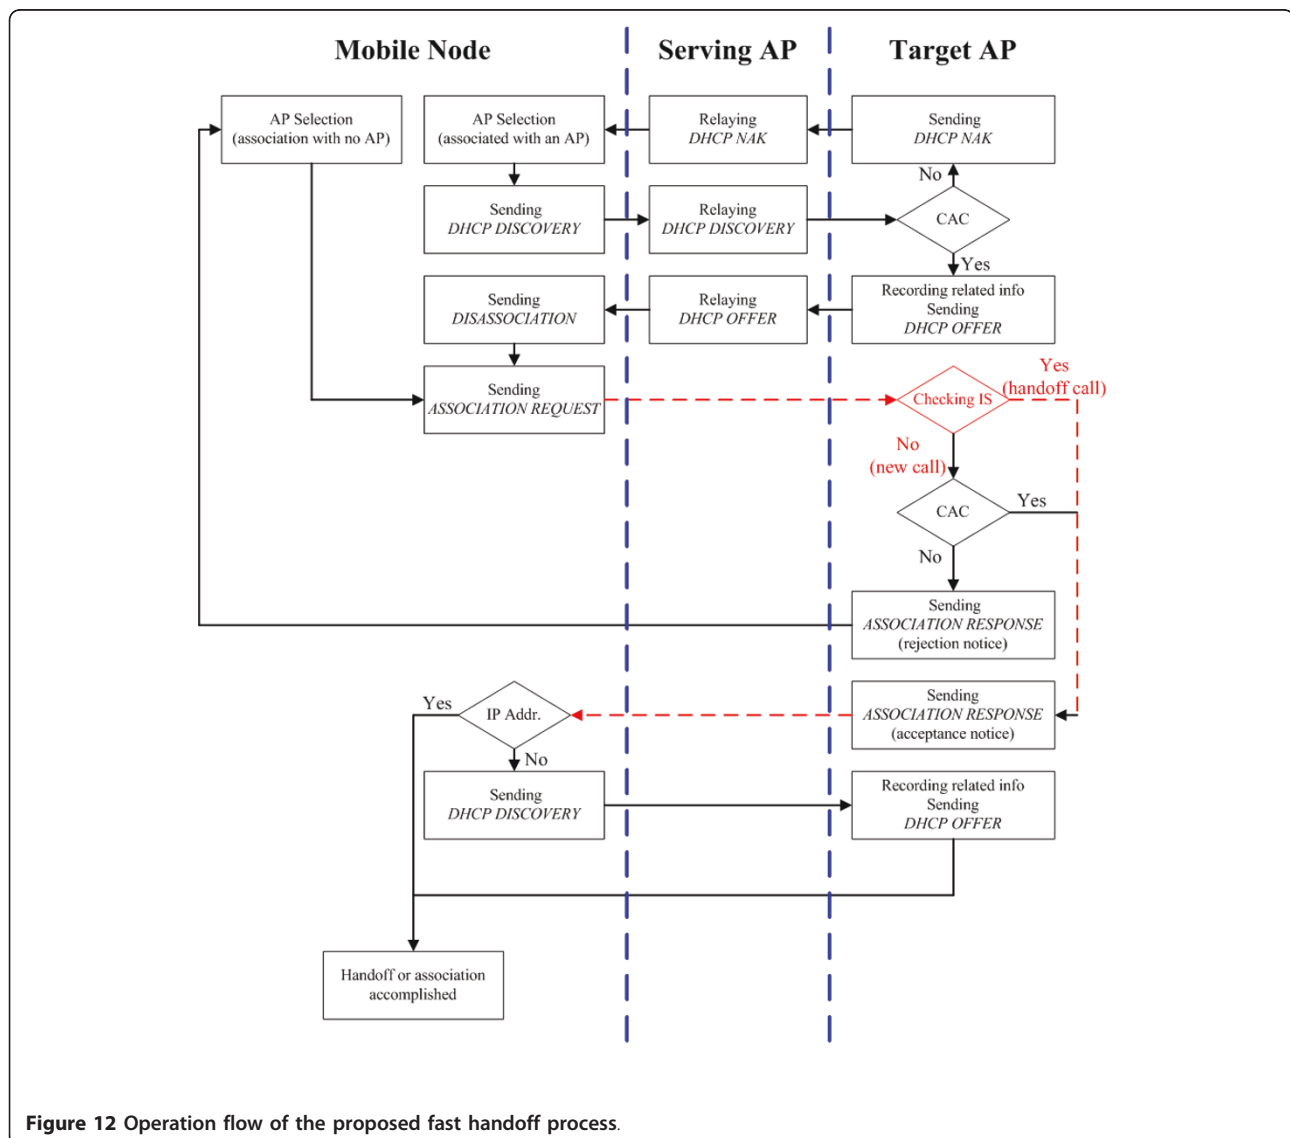 Mobile Node
Serving AP
Target AP
AP Selection
(association with no AP)
AP Selection
(associated with an AP)
Relaying
DHCP NAK
Sending
DHCP NAK
No
Sending
DHCP DISCOVERY
Relaying
DHCP DISCOVERY
CAC
Yes
Sending
DISASSOCIATION
Relaying
DHCP OFFER
Recording related info
Sending
DHCP OFFER
Sending
ASSOCIATION REQUEST
Checking IS
Yes
(handoff call)
No
(new call)
CAC
Yes
No
Sending
ASSOCIATION RESPONSE
(rejection notice)
Yes
IP Addr.
Sending
ASSOCIATION RESPONSE
(acceptance notice)
No
Sending
DHCP DISCOVERY
Recording related info
Sending
DHCP OFFER
Handoff or association
accomplished
Figure 12 Operation flow of the proposed fast handoff process.